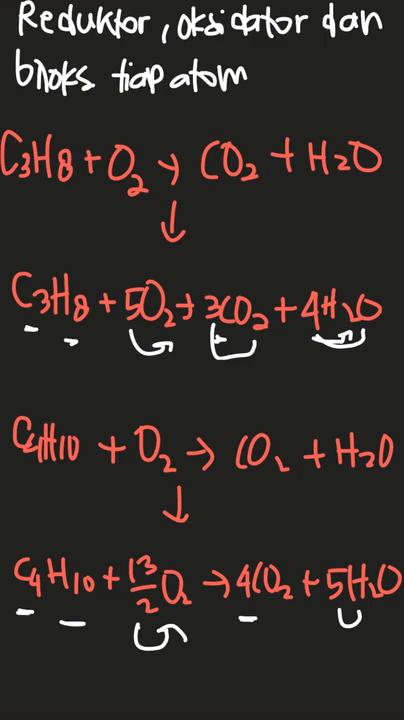 Reduktor, oksidator dan
biloks tiap atom
C3H8 + O2 → CO2 + H2O
↓
C3H8 + 5O2 → 3CO2 + 4H2O
C4H10 + O2 → CO2 + H2O
↓
C4H10 + 13/2 O2 → 4CO2 + 5H2O